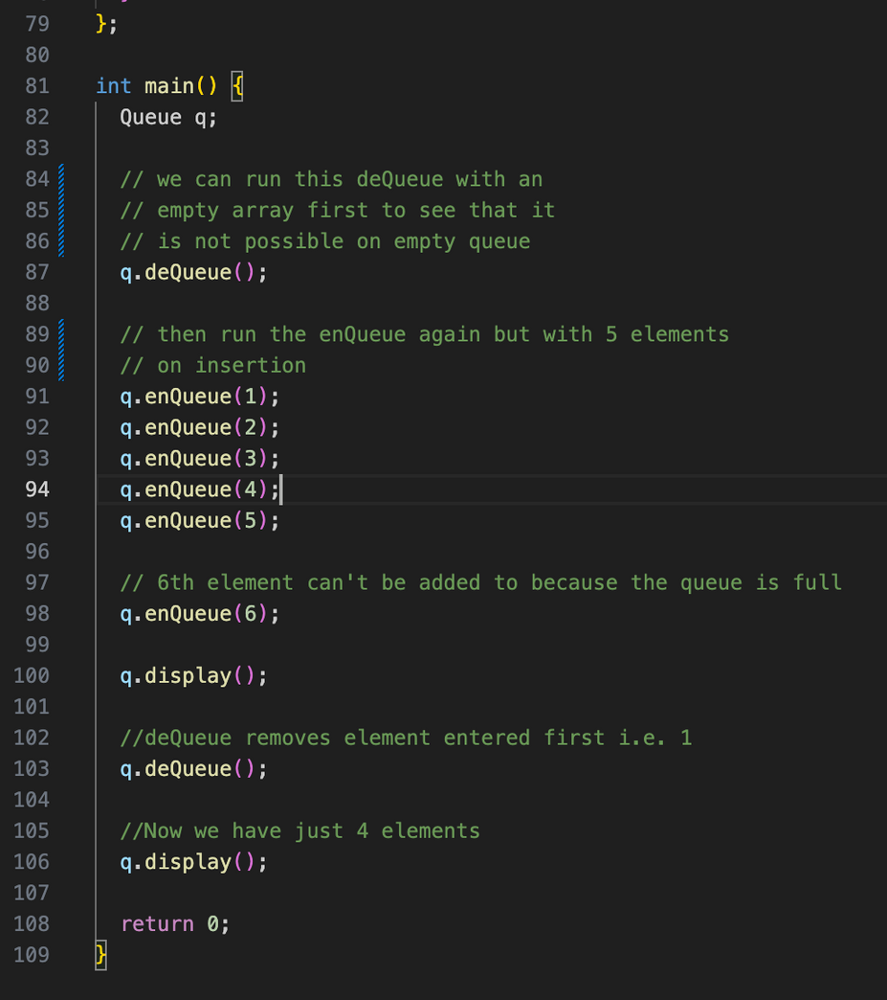 79 };
80
81 int main() {
82 Queue q;
83
84 // we can run this deQueue with an
85 // empty array first to see that it
86 // is not possible on empty queue
87 q.deQueue();
88
89 // then run the enQueue again but with 5 elements
90 // on insertion
91 q.enQueue(1);
92 q.enQueue(2);
93 q.enQueue(3);
94 q.enQueue(4);
95 q.enQueue(5);
96
97 // 6th element can't be added to because the queue is full
98 q.enQueue(6);
99
100 q.display();
101
102 //deQueue removes element entered first i.e. 1
103 q.deQueue();
104
105 //Now we have just 4 elements
106 q.display();
107
108 return 0;
109 }